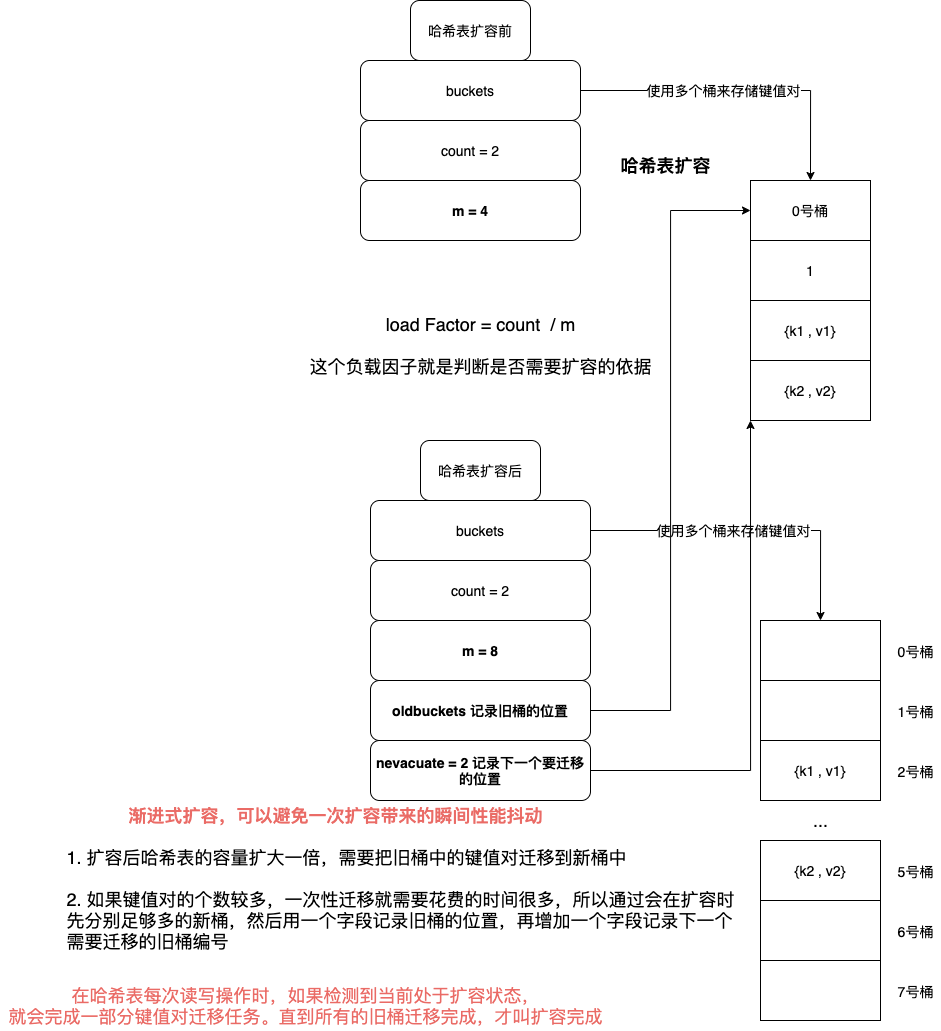 哈希表扩容前
buckets
使用多个桶来存储键值对
count = 2
哈希表扩容
m = 4
0号桶
1
{k1 , v1}
{k2 , v2}
load Factor = count / m
这个负载因子就是判断是否需要扩容的依据
哈希表扩容后
buckets
使用多个桶来存储键值对
count = 2
m = 8
0号桶
oldbuckets 记录旧桶的位置
1号桶
nevacuate = 2 记录下一个要迁移
的位置
{k1 , v1}
2号桶
渐进式扩容，可以避免一次扩容带来的瞬间性能抖动
...
1. 扩容后哈希表的容量扩大一倍，需要把旧桶中的键值对迁移到新桶中
{k2 , v2}
5号桶
2. 如果键值对的个数较多，一次性迁移就需要花费的时间很多，所以通过会在扩容时
先分别足够多的新桶，然后用一个字段记录旧桶的位置，再增加一个字段记录下一个
需要迁移的旧桶编号
6号桶
7号桶
在哈希表每次读写操作时，如果检测到当前处于扩容状态，
就会完成一部分键值对迁移任务。直到所有的旧桶迁移完成，才叫扩容完成